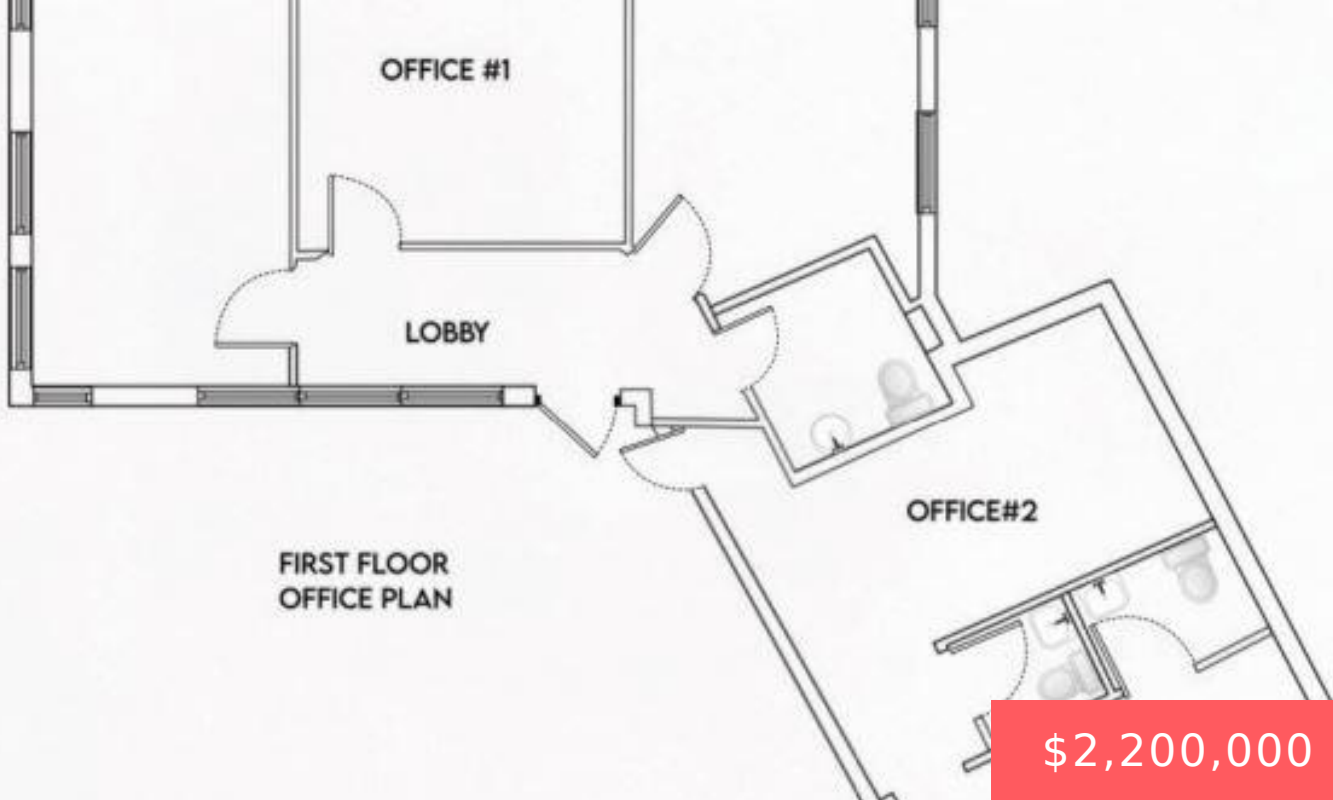 OFFICE #1
LOBBY
OFFICE#2
FIRST FLOOR
OFFICE PLAN
$2,200,000